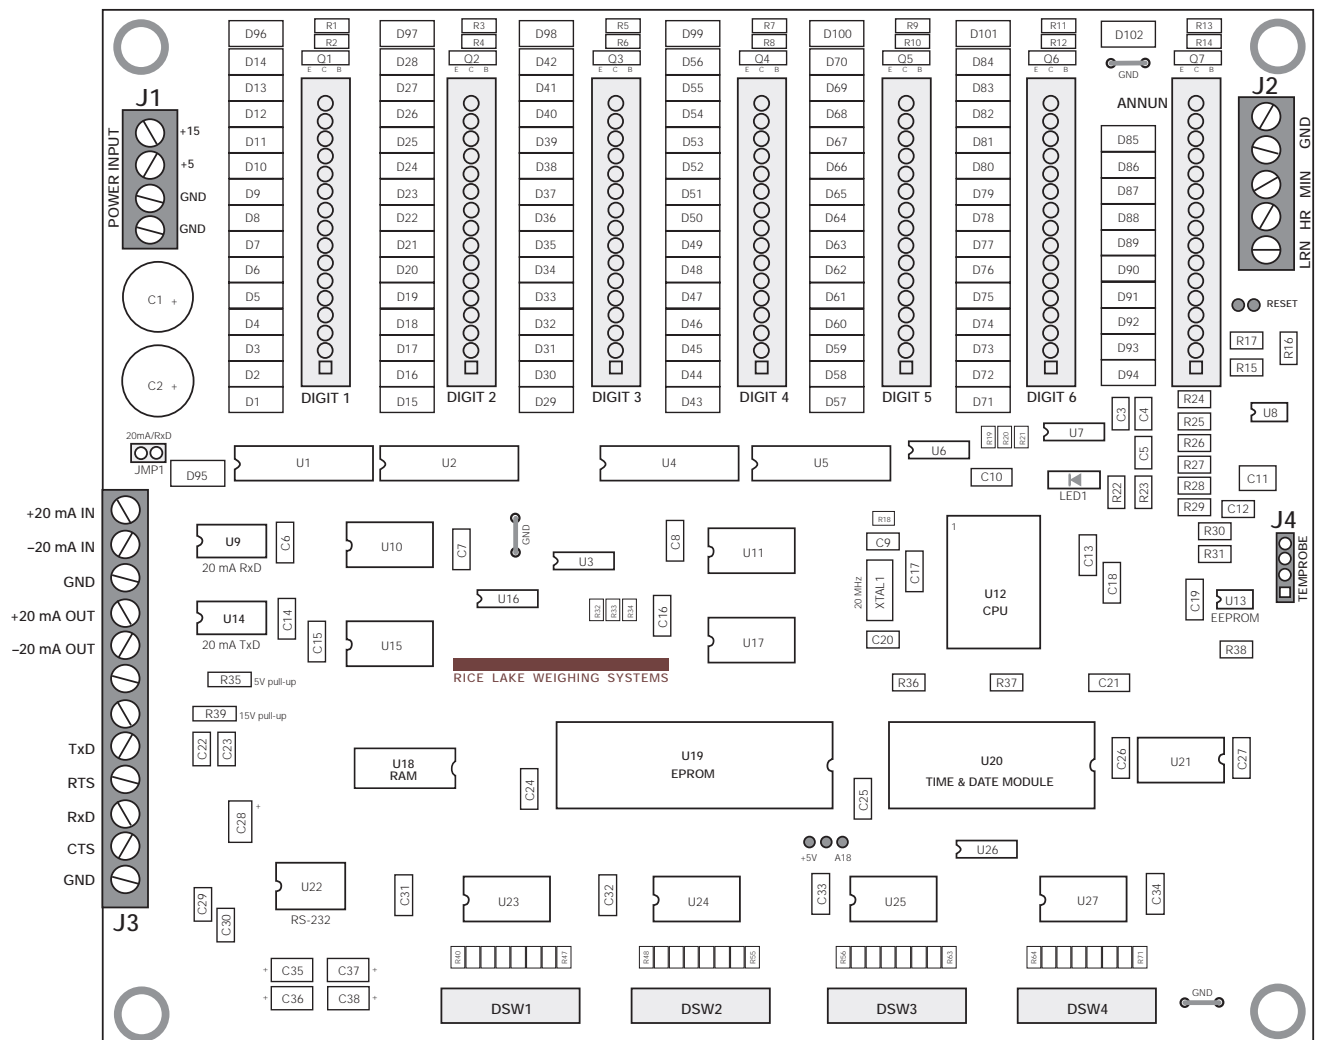 D96 R1 D97 R3 D98 R5 D99 R7 D100 R9 D101 R11 D102 R13
R2 R4 R6 R8 R10 R12 R14
D14 Q1 D28 Q2 D42 Q3 D56 Q4 D70 Q5 D84 Q6 Q7
E C B E C B E C B E C B E C B E C B GND E C B
J1 D13 D27 D41 D55 D69 D83 J2
POWER INPUT +15 D12 D26 D40 D54 D68 D82 ANNUN GND
D11 D25 D39 D53 D67 D81 D85
+5 D10 D24 D38 D52 D66 D80 D86
GND D9 D23 D37 D51 D65 D79 D87 MIN
GND D8 D22 D36 D50 D64 D78 D88 HR
D7 D21 D35 D49 D63 D77 D89 LRN
D6 D20 D34 D48 D62 D76 D90
C1 + D5 D19 D33 D47 D61 D75 D91 RESET
D4 D18 D32 D46 D60 D74 D92
D3 D17 D31 D45 D59 D73 D93 R17 R16
C2 + D2 D16 D30 D44 D58 D72 D94 R15
D1 DIGIT 1 D15 DIGIT 2 D29 DIGIT 3 D43 DIGIT 4 D57 DIGIT 5 D71 DIGIT 6 R24
C3 C4 R25 U8
20mA/RxD R19 R20 R21 U7 R26
JMP1 D95 U1 U2 U4 U5 U6 C5 R27
C10 LED1 R22 R23 R28 C11
+20 mA IN R29 C12
R18 1 R30 J4
–20 mA IN U9 C6 U10 C7 GND C8 U11 C9 C13 R31
20 mA RxD U3 C17 TEMPROBE
GND 20 MHz XTAL1 U12 C18
U16 CPU C19 U13
+20 mA OUT U14 C14 R32 R33 R34 C16 EEPROM
–20 mA OUT 20 mA TxD C15 U15 U17 C20 R38
RICE LAKE WEIGHING SYSTEMS
R35 5V pull-up R36 R37 C21
R39 15V pull-up
TxD C22 C23 U18 U19 U20 C26 U21 C27
RAM EPROM TIME & DATE MODULE
RTS C24 C25
RxD C28 +
CTS +5V A18 U26
GND U22 C31 U23 C32 U24 C33 U25 U27 C34
RS-232
C29 C30
J3
R40 R47 R48 R55 R56 R63 R64 R71
+ C35 C37 +
+ C36 C38 + DSW1 DSW2 DSW3 DSW4 GND